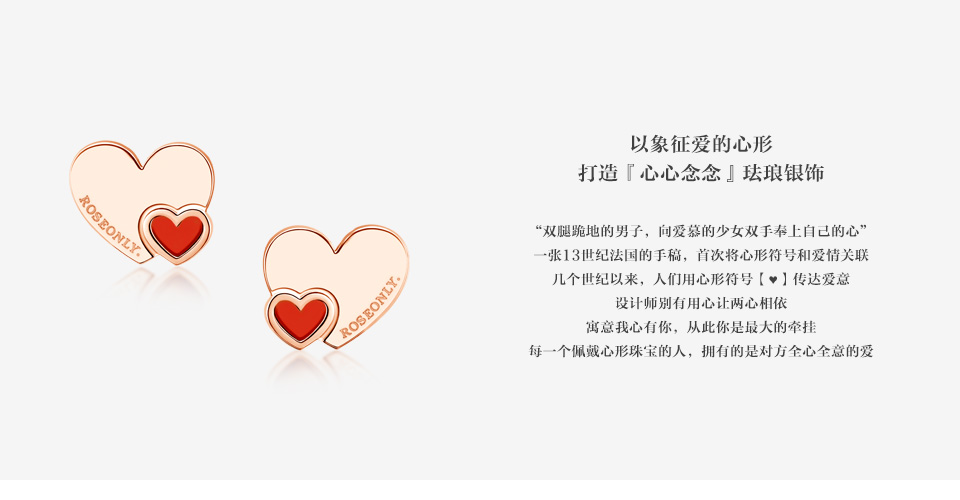 以象征爱的心形
打造『心心念念』珐琅银饰
“双腿跪地的男子，向爱慕的少女双手奉上自己的心”
一张13世纪法国的手稿，首次将心形符号和爱情关联
几个世纪以来，人们用心形符号【♥】传达爱意
设计师别有用心让两心相依
寓意我心有你，从此你是最大的牵挂
每一个佩戴心形珠宝的人，拥有的是对方全心全意的爱
ROSEONLY.
ROSEONLY.